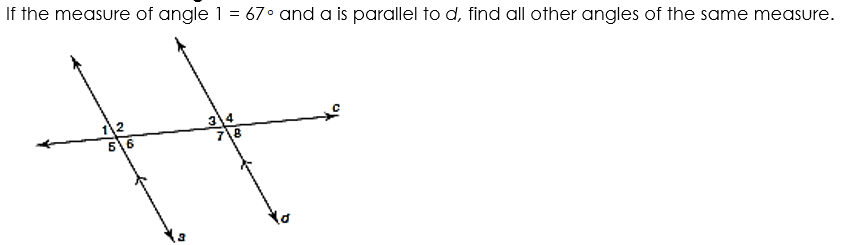 If the measure of angle 1 = 67° and a is parallel to d, find all other angles of the same measure.
c
3 4
1 2
7 8
5 6
d
a